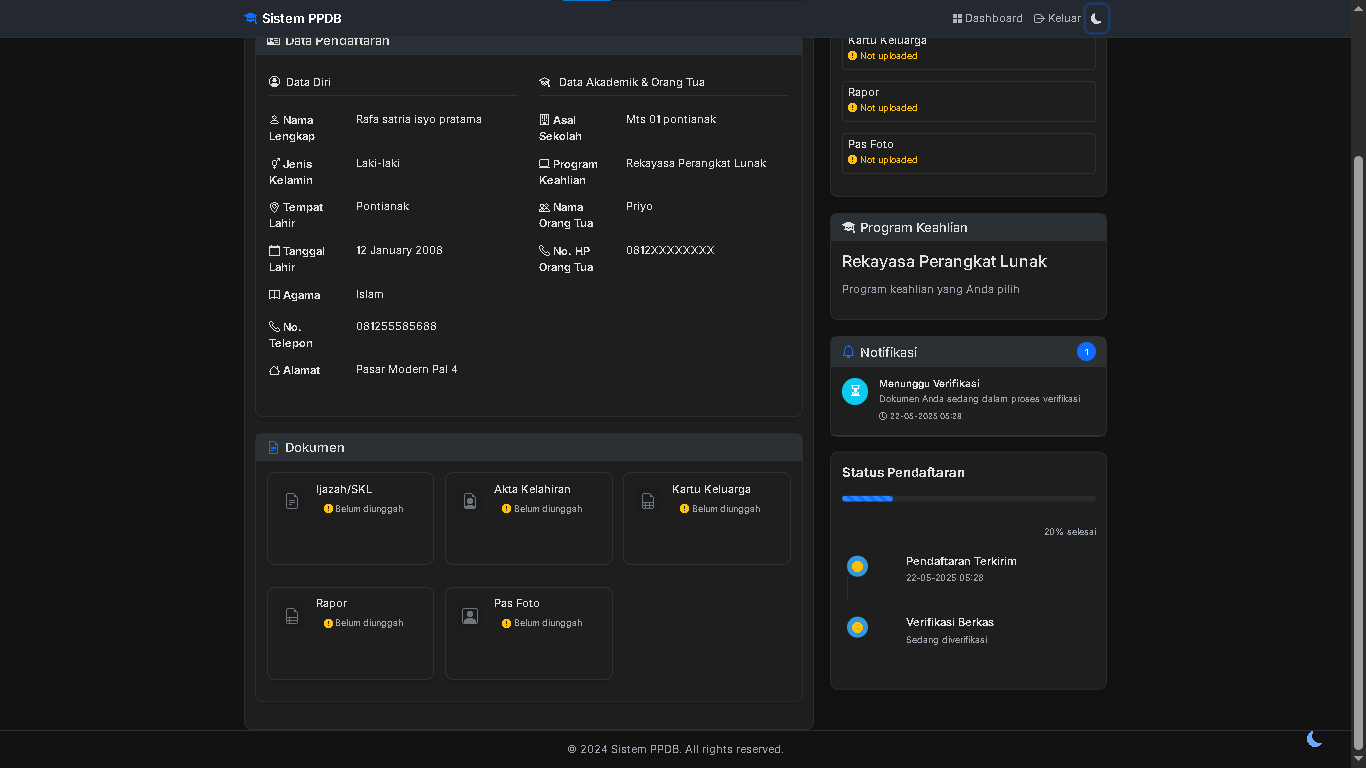 Sistem PPDB
Dashboard
Keluar
Data Pendaftaran
Data Diri
Nama Lengkap
Rafa satria isyo pratama
Jenis Kelamin
Laki-laki
Tempat Lahir
Pontianak
Tanggal Lahir
12 January 2008
Agama
Islam
No. Telepon
081255585688
Alamat
Pasar Modern Pal 4
Data Akademik & Orang Tua
Asal Sekolah
Mts 01 pontianak
Program Keahlian
Rekayasa Perangkat Lunak
Nama Orang Tua
Priyo
No. HP Orang Tua
0812XXXXXXXX
Dokumen
Ijazah/SKL
Belum diunggah
Akta Kelahiran
Belum diunggah
Kartu Keluarga
Belum diunggah
Rapor
Belum diunggah
Pas Foto
Belum diunggah
Kartu Keluarga
Not uploaded
Rapor
Not uploaded
Pas Foto
Not uploaded
Program Keahlian
Rekayasa Perangkat Lunak
Program keahlian yang Anda pilih
Notifikasi
1
Menunggu Verifikasi
Dokumen Anda sedang dalam proses verifikasi
22-05-2025 05:28
Status Pendaftaran
20% selesai
Pendaftaran Terkirim
22-05-2025 05:28
Verifikasi Berkas
Sedang diverifikasi
© 2024 Sistem PPDB. All rights reserved.